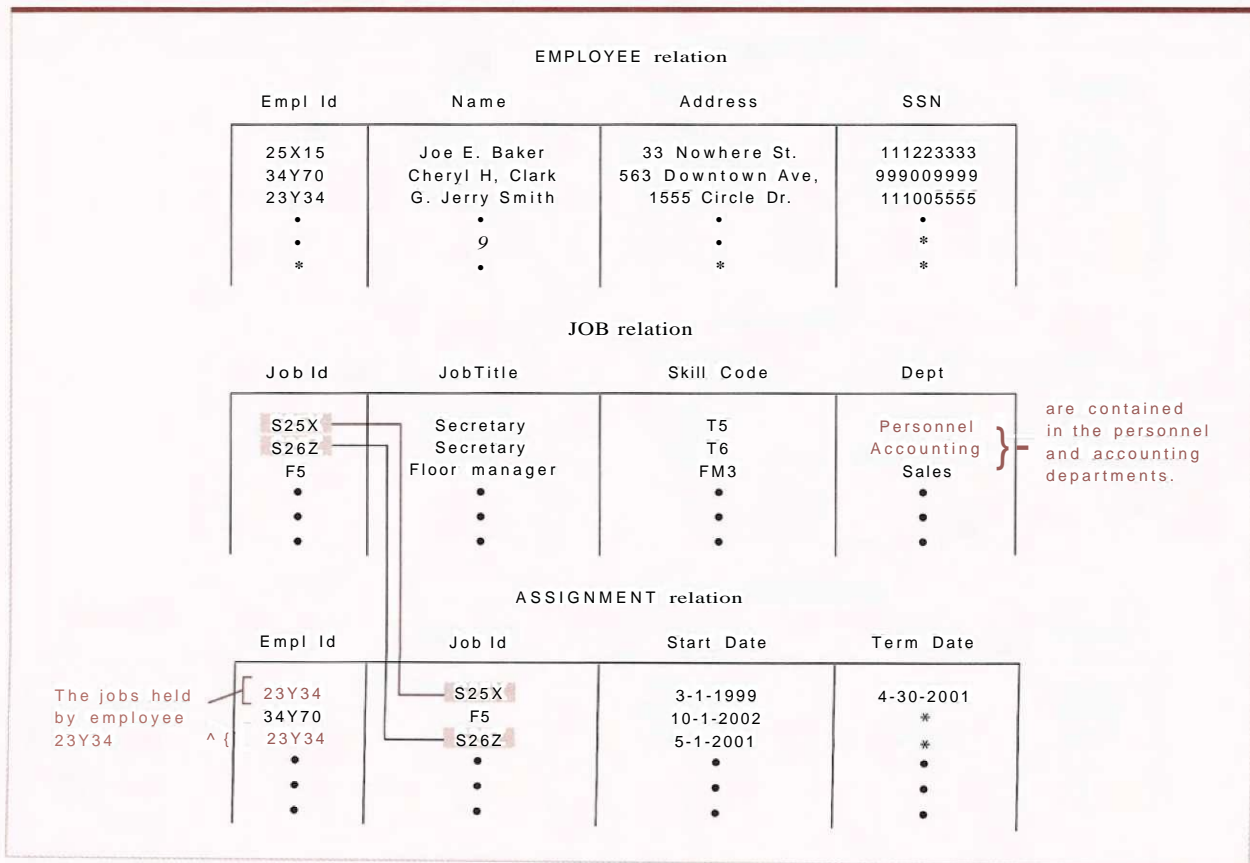 EMPLOYEE relation
Empl Id Name Address SSN
25X15 Joe E. Baker 33 Nowhere St. 111223333
34Y70 Cheryl H, Clark 563 Downtown Ave, 999009999
23Y34 G. Jerry Smith 1555 Circle Dr. 111005555
• • • •
• 9 • *
* • * *
JOB relation
Job Id JobTitle Skill Code Dept
S25X Secretary T5 Personnel
S26Z Secretary T6 Accounting
F5 Floor manager FM3 Sales
• • • •
• • • •
• • • •
are contained
in the personnel
and accounting
departments.
ASSIGNMENT relation
Empl Id Job Id Start Date Term Date
23Y34 S25X 3-1-1999 4-30-2001
34Y70 F5 10-1-2002 *
23Y34 S26Z 5-1-2001 *
• • • •
• • • •
• • • •
The jobs held
by employee
23Y34 ^ {